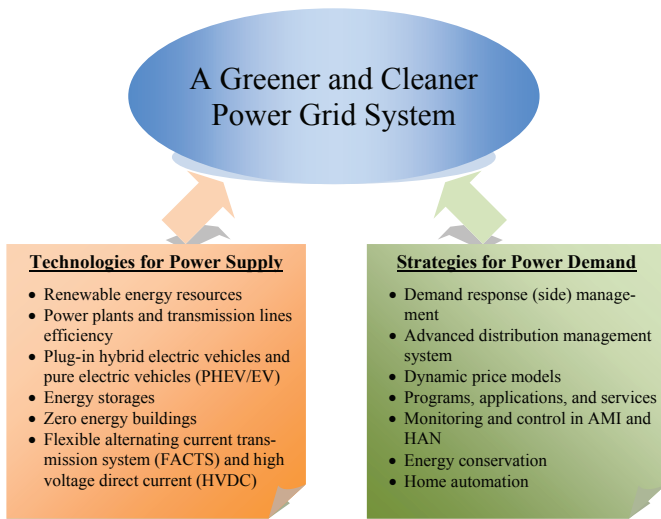 A Greener and Cleaner
Power Grid System
Technologies for Power Supply
• Renewable energy resources
• Power plants and transmission lines
efficiency
• Plug-in hybrid electric vehicles and
pure electric vehicles (PHEV/EV)
• Energy storages
• Zero energy buildings
• Flexible alternating current trans-
mission system (FACTS) and high
voltage direct current (HVDC)
Strategies for Power Demand
• Demand response (side) manage-
ment
• Advanced distribution management
system
• Dynamic price models
• Programs, applications, and services
• Monitoring and control in AMI and
HAN
• Energy conservation
• Home automation